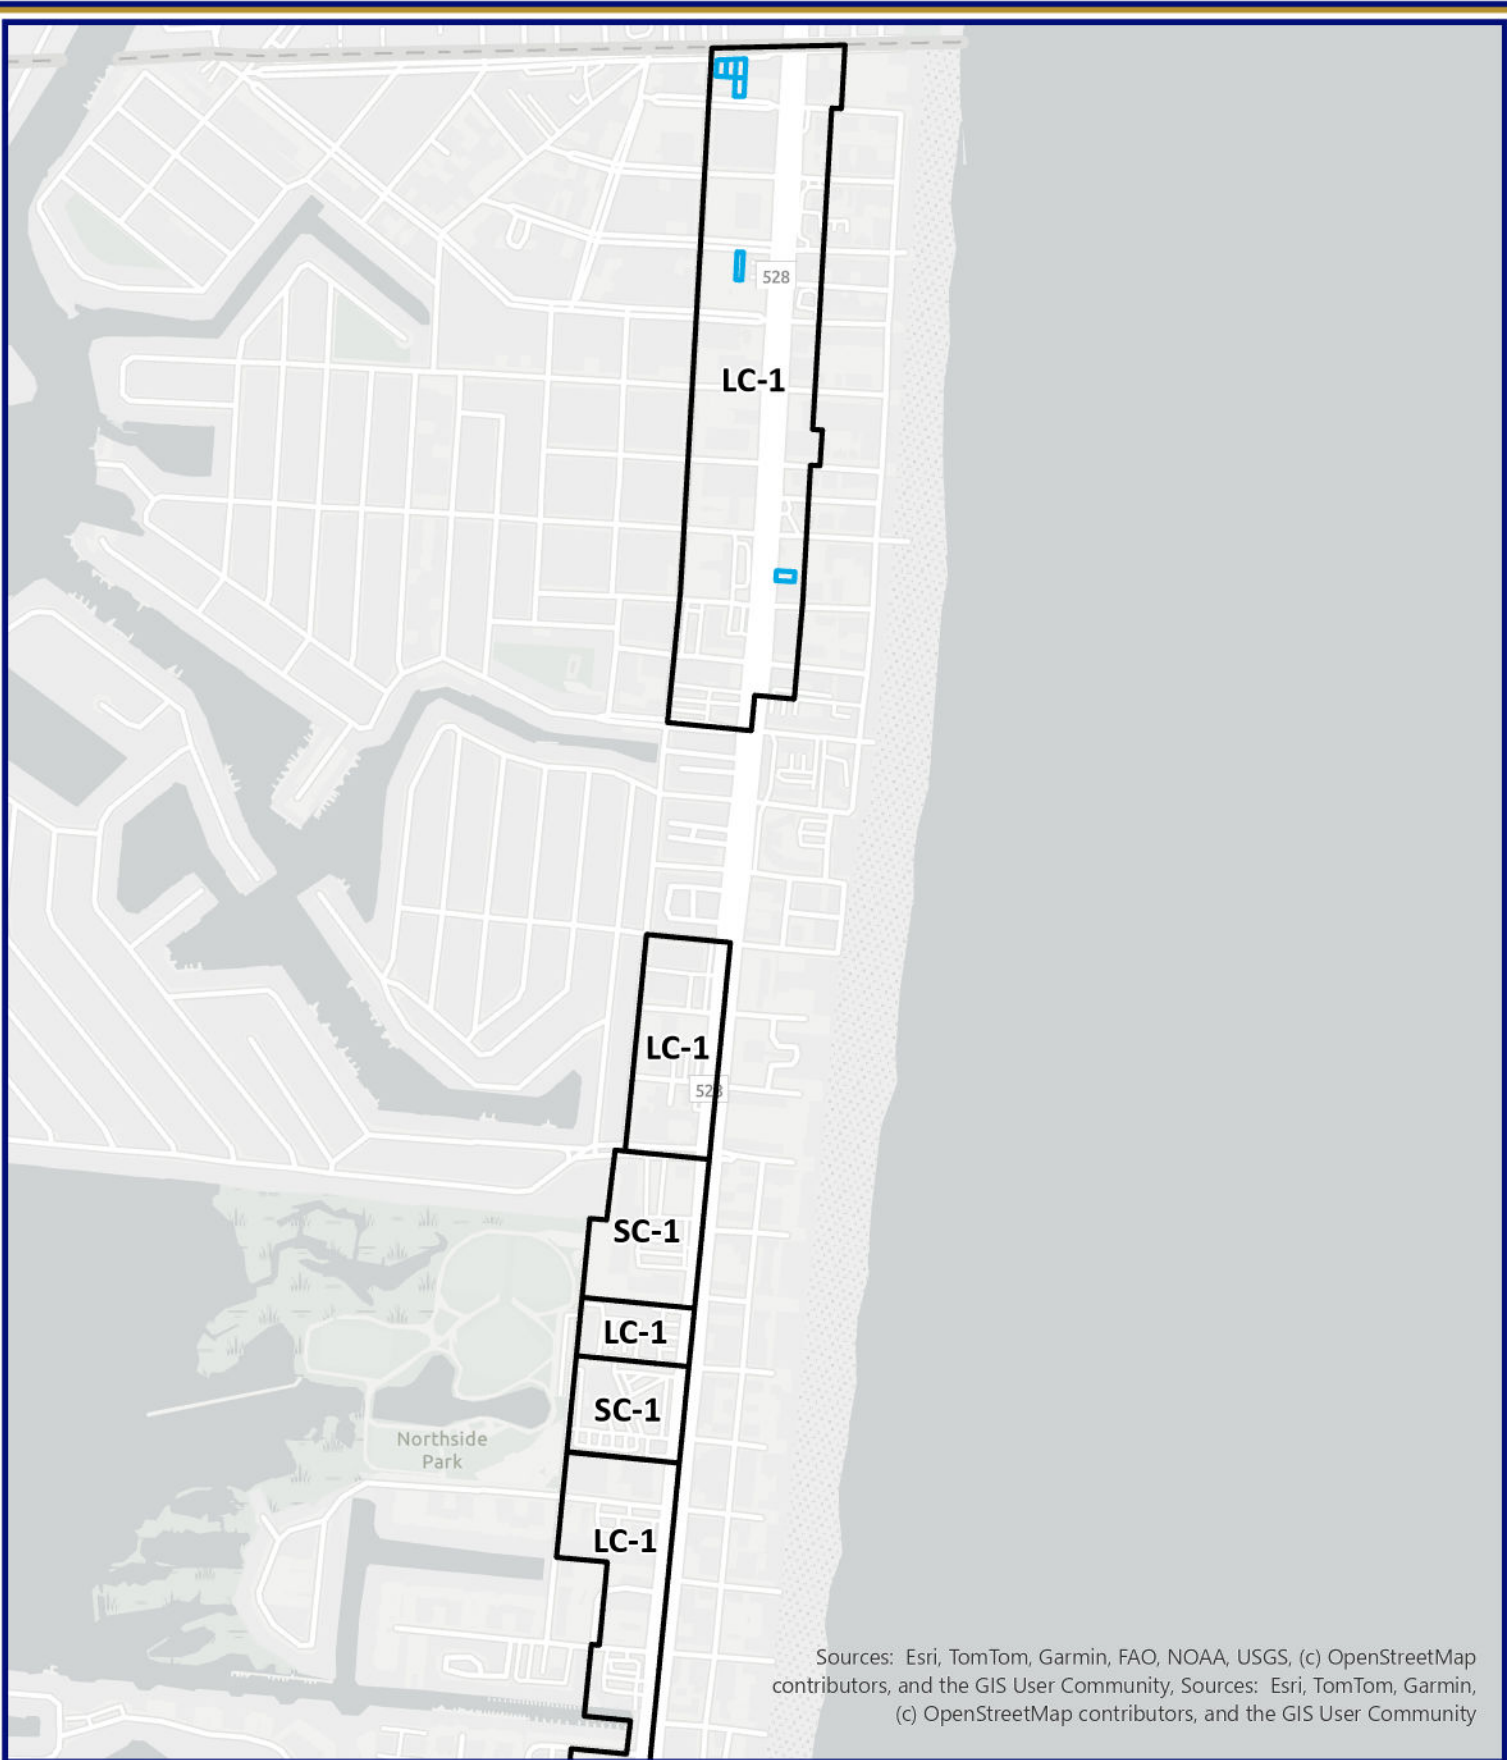 528
LC-1
LC-1
528
SC-1
LC-1
SC-1
Northside
Park
LC-1
Sources: Esri, TomTom, Garmin, FAO, NOAA, USGS, (c) OpenStreetMap
contributors, and the GIS User Community, Sources: Esri, TomTom, Garmin,
(c) OpenStreetMap contributors, and the GIS User Community